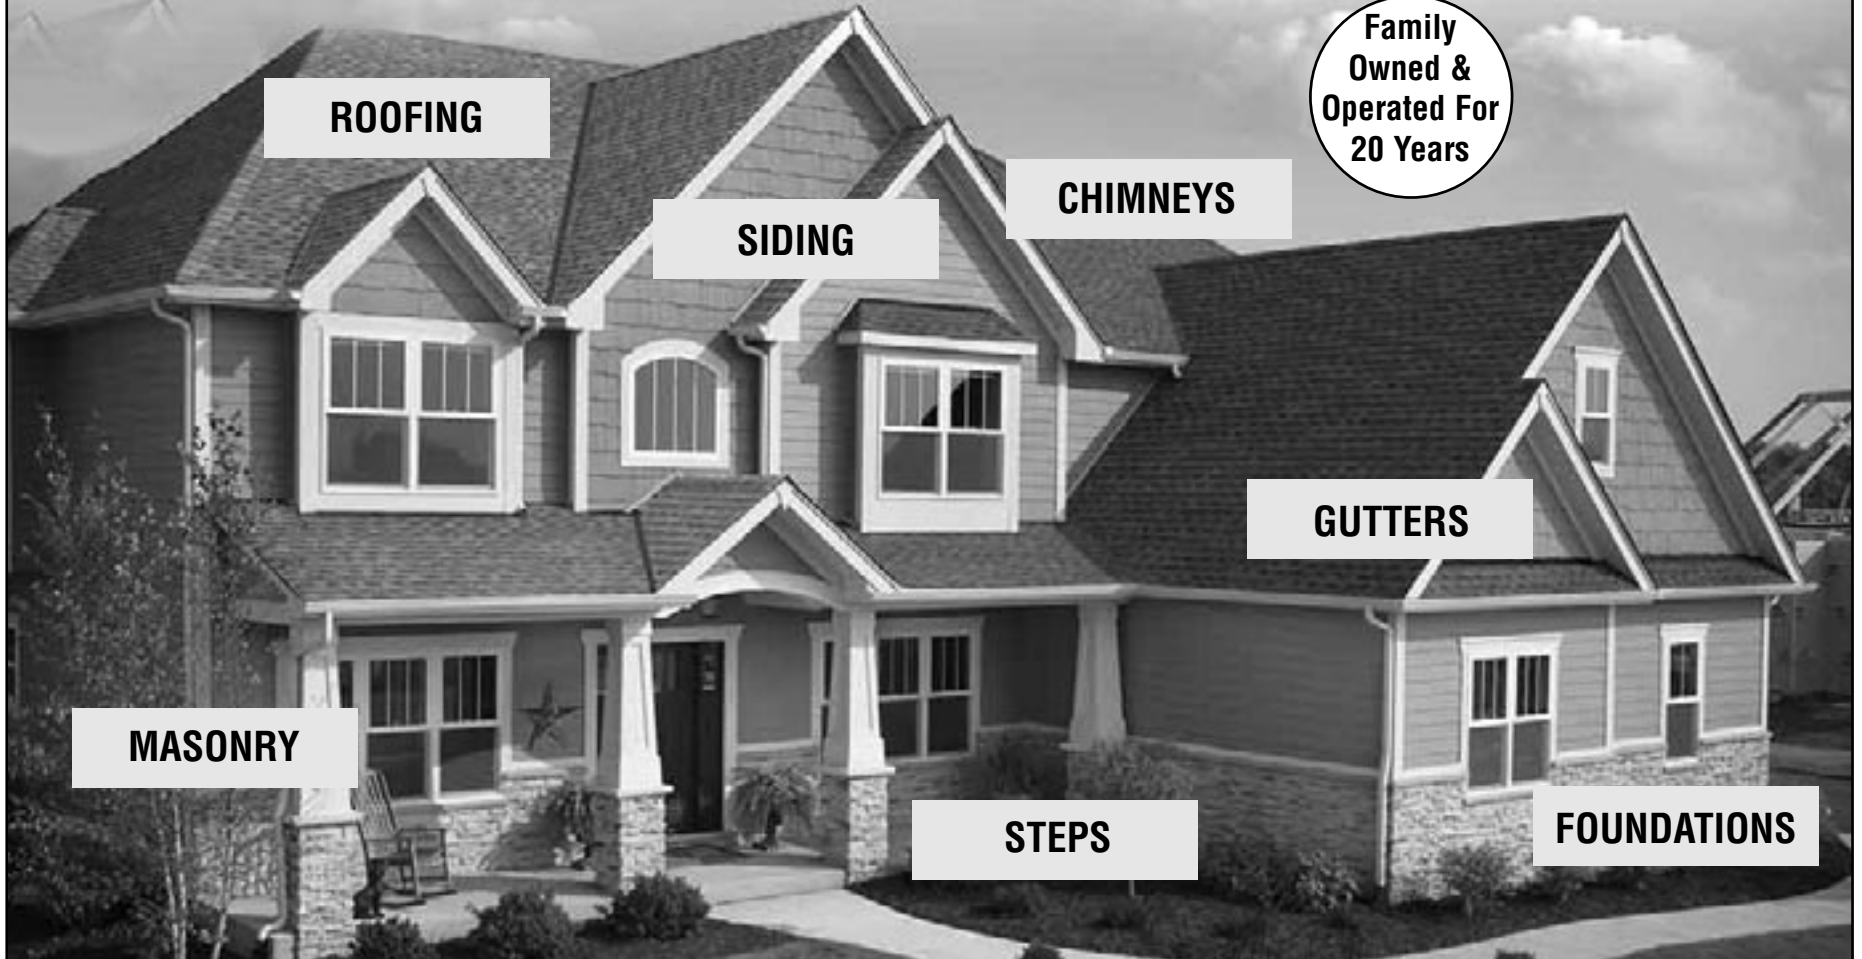 Family
Owned &
Operated For
20 Years
ROOFING
CHIMNEYS
SIDING
GUTTERS
MASONRY
STEPS
FOUNDATIONS